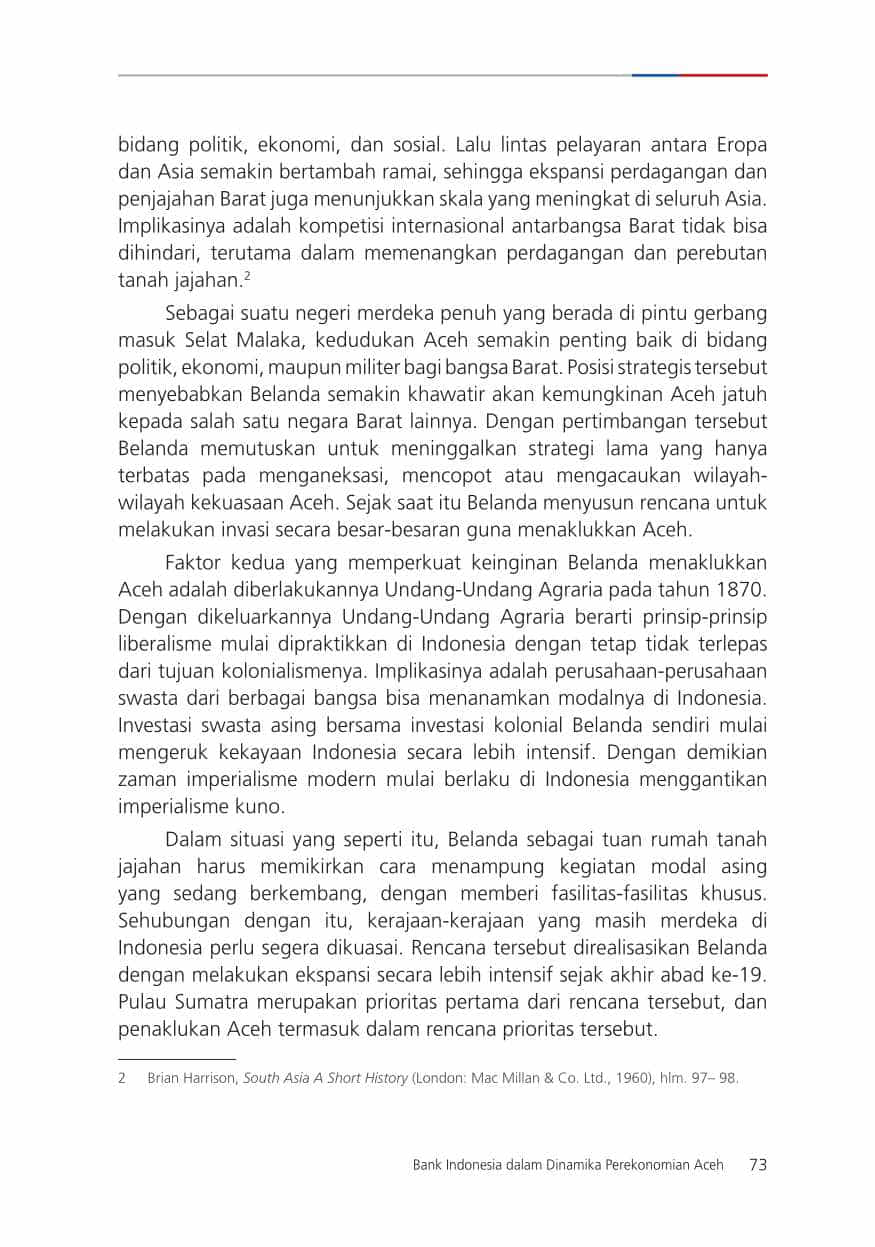 bidang politik, ekonomi, dan sosial. Lalu lintas pelayaran antara Eropa
dan Asia semakin bertambah ramai, sehingga ekspansi perdagangan dan
penjajahan Barat juga menunjukkan skala yang meningkat di seluruh Asia.
Implikasinya adalah kompetisi internasional antarbangsa Barat tidak bisa
dihindari, terutama dalam memenangkan perdagangan dan perebutan
tanah jajahan.²
Sebagai suatu negeri merdeka penuh yang berada di pintu gerbang
masuk Selat Malaka, kedudukan Aceh semakin penting baik di bidang
politik, ekonomi, maupun militer bagi bangsa Barat. Posisi strategis tersebut
menyebabkan Belanda semakin khawatir akan kemungkinan Aceh jatuh
kepada salah satu negara Barat lainnya. Dengan pertimbangan tersebut
Belanda memutuskan untuk meninggalkan strategi lama yang hanya
terbatas pada menganeksasi, mencopot atau mengacaukan wilayah-
wilayah kekuasaan Aceh. Sejak saat itu Belanda menyusun rencana untuk
melakukan invasi secara besar-besaran guna menaklukkan Aceh.
Faktor kedua yang memperkuat keinginan Belanda menaklukkan
Aceh adalah diberlakukannya Undang-Undang Agraria pada tahun 1870.
Dengan dikeluarkannya Undang-Undang Agraria berarti prinsip-prinsip
liberalisme mulai dipraktikkan di Indonesia dengan tetap tidak terlepas
dari tujuan kolonialismenya. Implikasinya adalah perusahaan-perusahaan
swasta dari berbagai bangsa bisa menanamkan modalnya di Indonesia.
Investasi swasta asing bersama investasi kolonial Belanda sendiri mulai
mengeruk kekayaan Indonesia secara lebih intensif. Dengan demikian
zaman imperialisme modern mulai berlaku di Indonesia menggantikan
imperialisme kuno.
Dalam situasi yang seperti itu, Belanda sebagai tuan rumah tanah
jajahan harus memikirkan cara menampung kegiatan modal asing
yang sedang berkembang, dengan memberi fasilitas-fasilitas khusus.
Sehubungan dengan itu, kerajaan-kerajaan yang masih merdeka di
Indonesia perlu segera dikuasai. Rencana tersebut direalisasikan Belanda
dengan melakukan ekspansi secara lebih intensif sejak akhir abad ke-19.
Pulau Sumatra merupakan prioritas pertama dari rencana tersebut, dan
penaklukan Aceh termasuk dalam rencana prioritas tersebut.
2 Brian Harrison, South Asia A Short History (London: Mac Millan & Co. Ltd., 1960), hlm. 97– 98.
Bank Indonesia dalam Dinamika Perekonomian Aceh 73